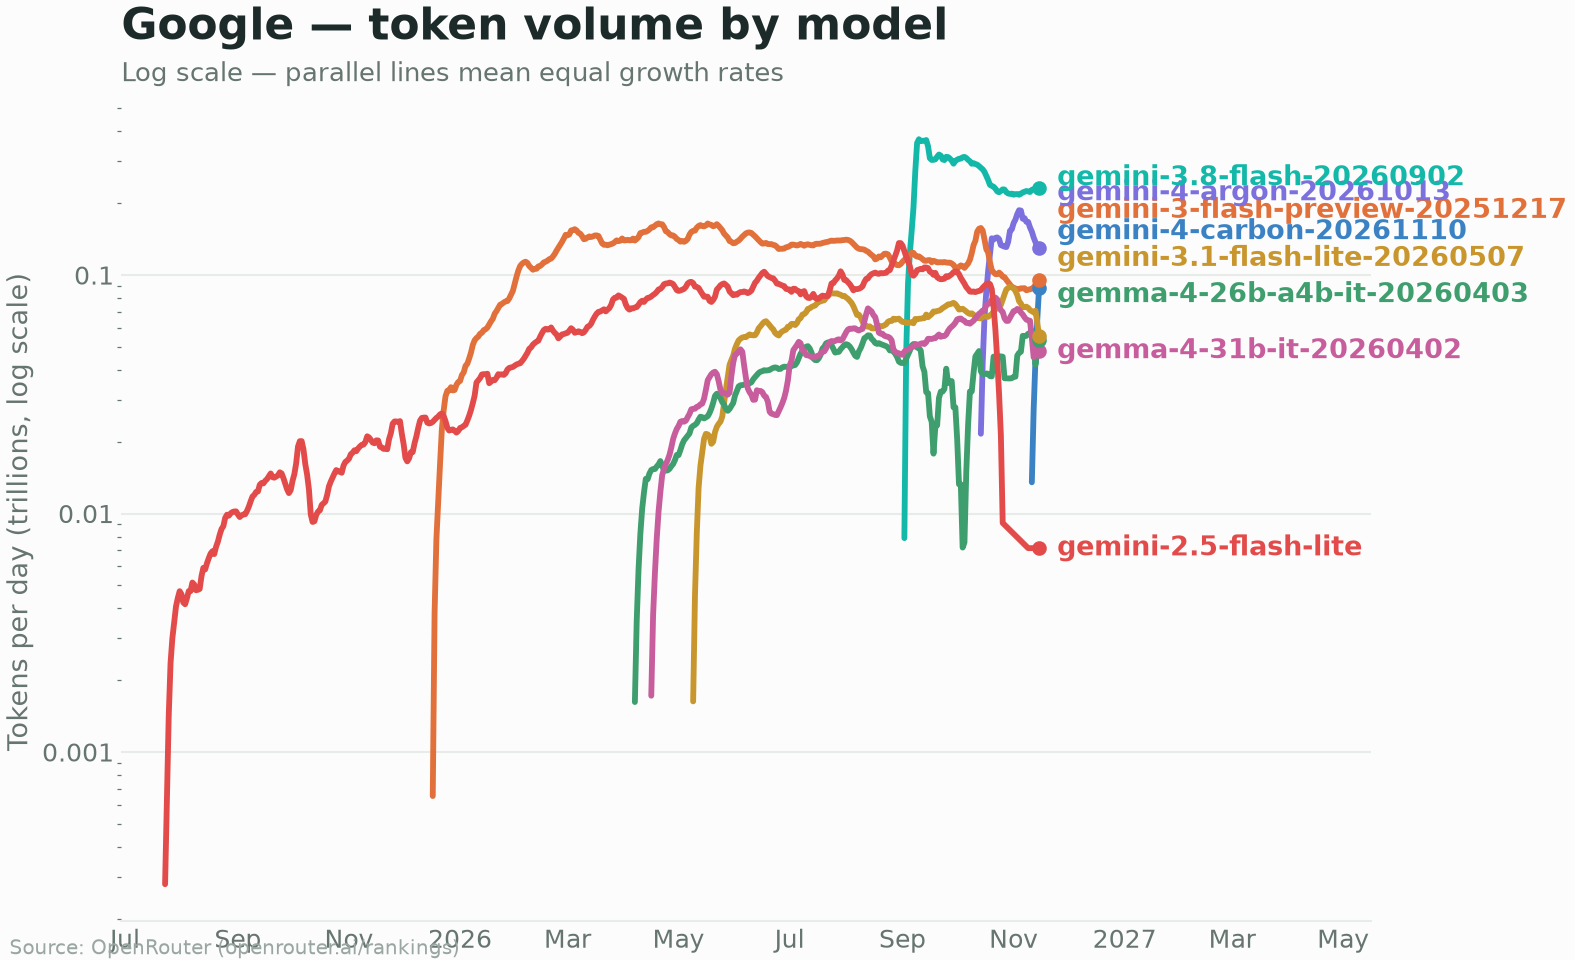 Google — token volume by model
Log scale — parallel lines mean equal growth rates
Tokens per day (trillions, log scale)
0.1
0.01
0.001
gemini-3.8-flash-20260902
gemini-4-argon-20261013
gemini-3-flash-preview-20251217
gemini-4-carbon-20261110
gemini-3.1-flash-lite-20260507
gemma-4-26b-a4b-it-20260403
gemma-4-31b-it-20260402
gemini-2.5-flash-lite
Jul Sep Nov 2026 Mar May Jul Sep Nov 2027 Mar May
Source: OpenRouter (openrouter.ai/rankings)